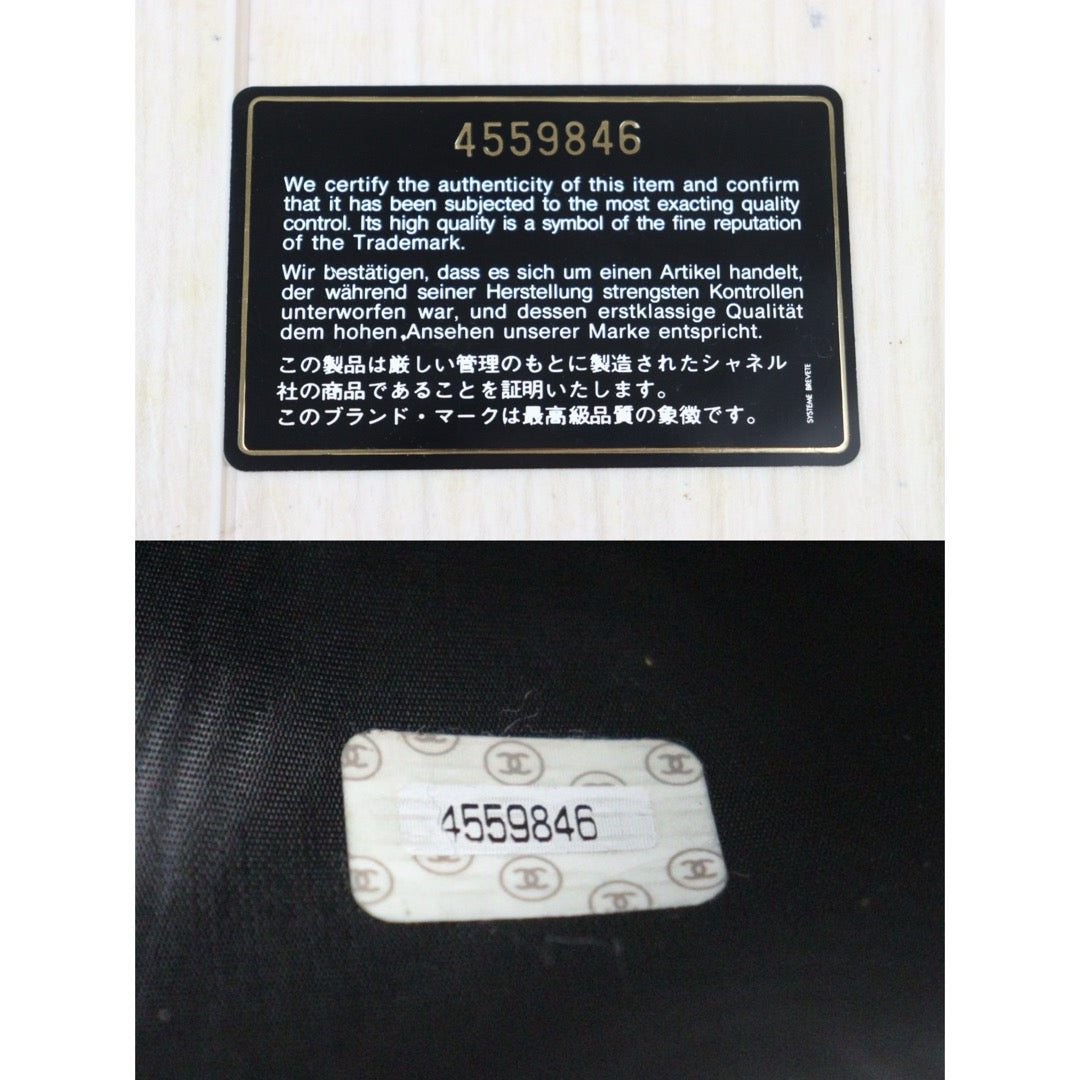 4559846
We certify the authenticity of this item and confirm
that it has been subjected to the most exacting quality
control. Its high quality is a symbol of the fine reputation
of the Trademark.
Wir bestätigen, dass es sich um einen Artikel handelt,
der während seiner Herstellung strengsten Kontrollen
unterworfen war, und dessen erstklassige Qualität
dem hohen Ansehen unserer Marke entspricht.
この製品は厳しい管理のもとに製造されたシャネル
社の商品であることを証明いたします。
このブランド・マークは最高級品質の象徴です。
SYSTEME BREVETE
4559846